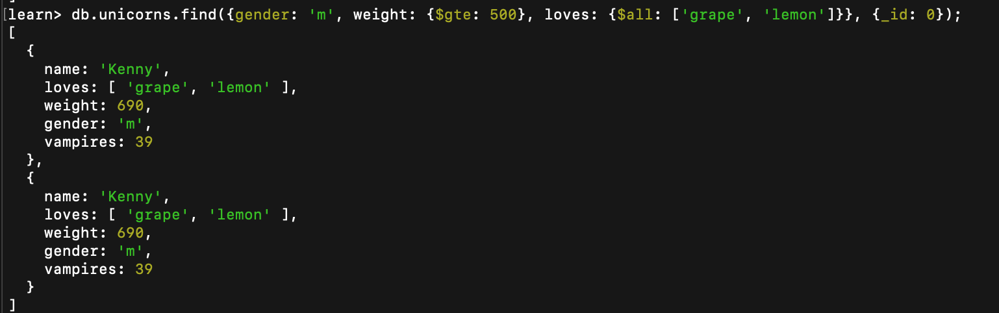 learn> db.unicorns.find({gender: 'm', weight: {$gte: 500}, loves: {$all: ['grape', 'lemon']}}, {_id: 0});
[
  {
    name: 'Kenny',
    loves: [ 'grape', 'lemon' ],
    weight: 690,
    gender: 'm',
    vampires: 39
  },
  {
    name: 'Kenny',
    loves: [ 'grape', 'lemon' ],
    weight: 690,
    gender: 'm',
    vampires: 39
  }
]